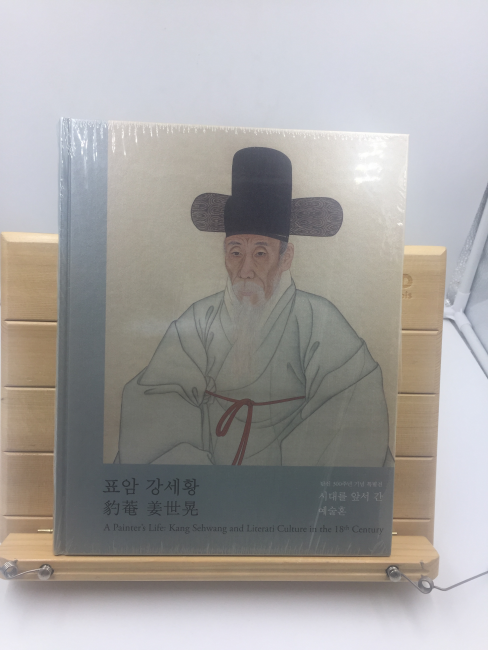 표암 강세황
豹菴 姜世晃
A Painter's Life: Kang Sehwang and Literati Culture in the 18th Century
시대를 앞서 간
예술혼